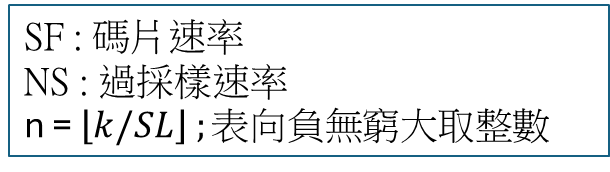 SF : 碼片速率
NS : 過採樣速率
n = ⌊k/SL⌋ ; 表向負無窮大取整數